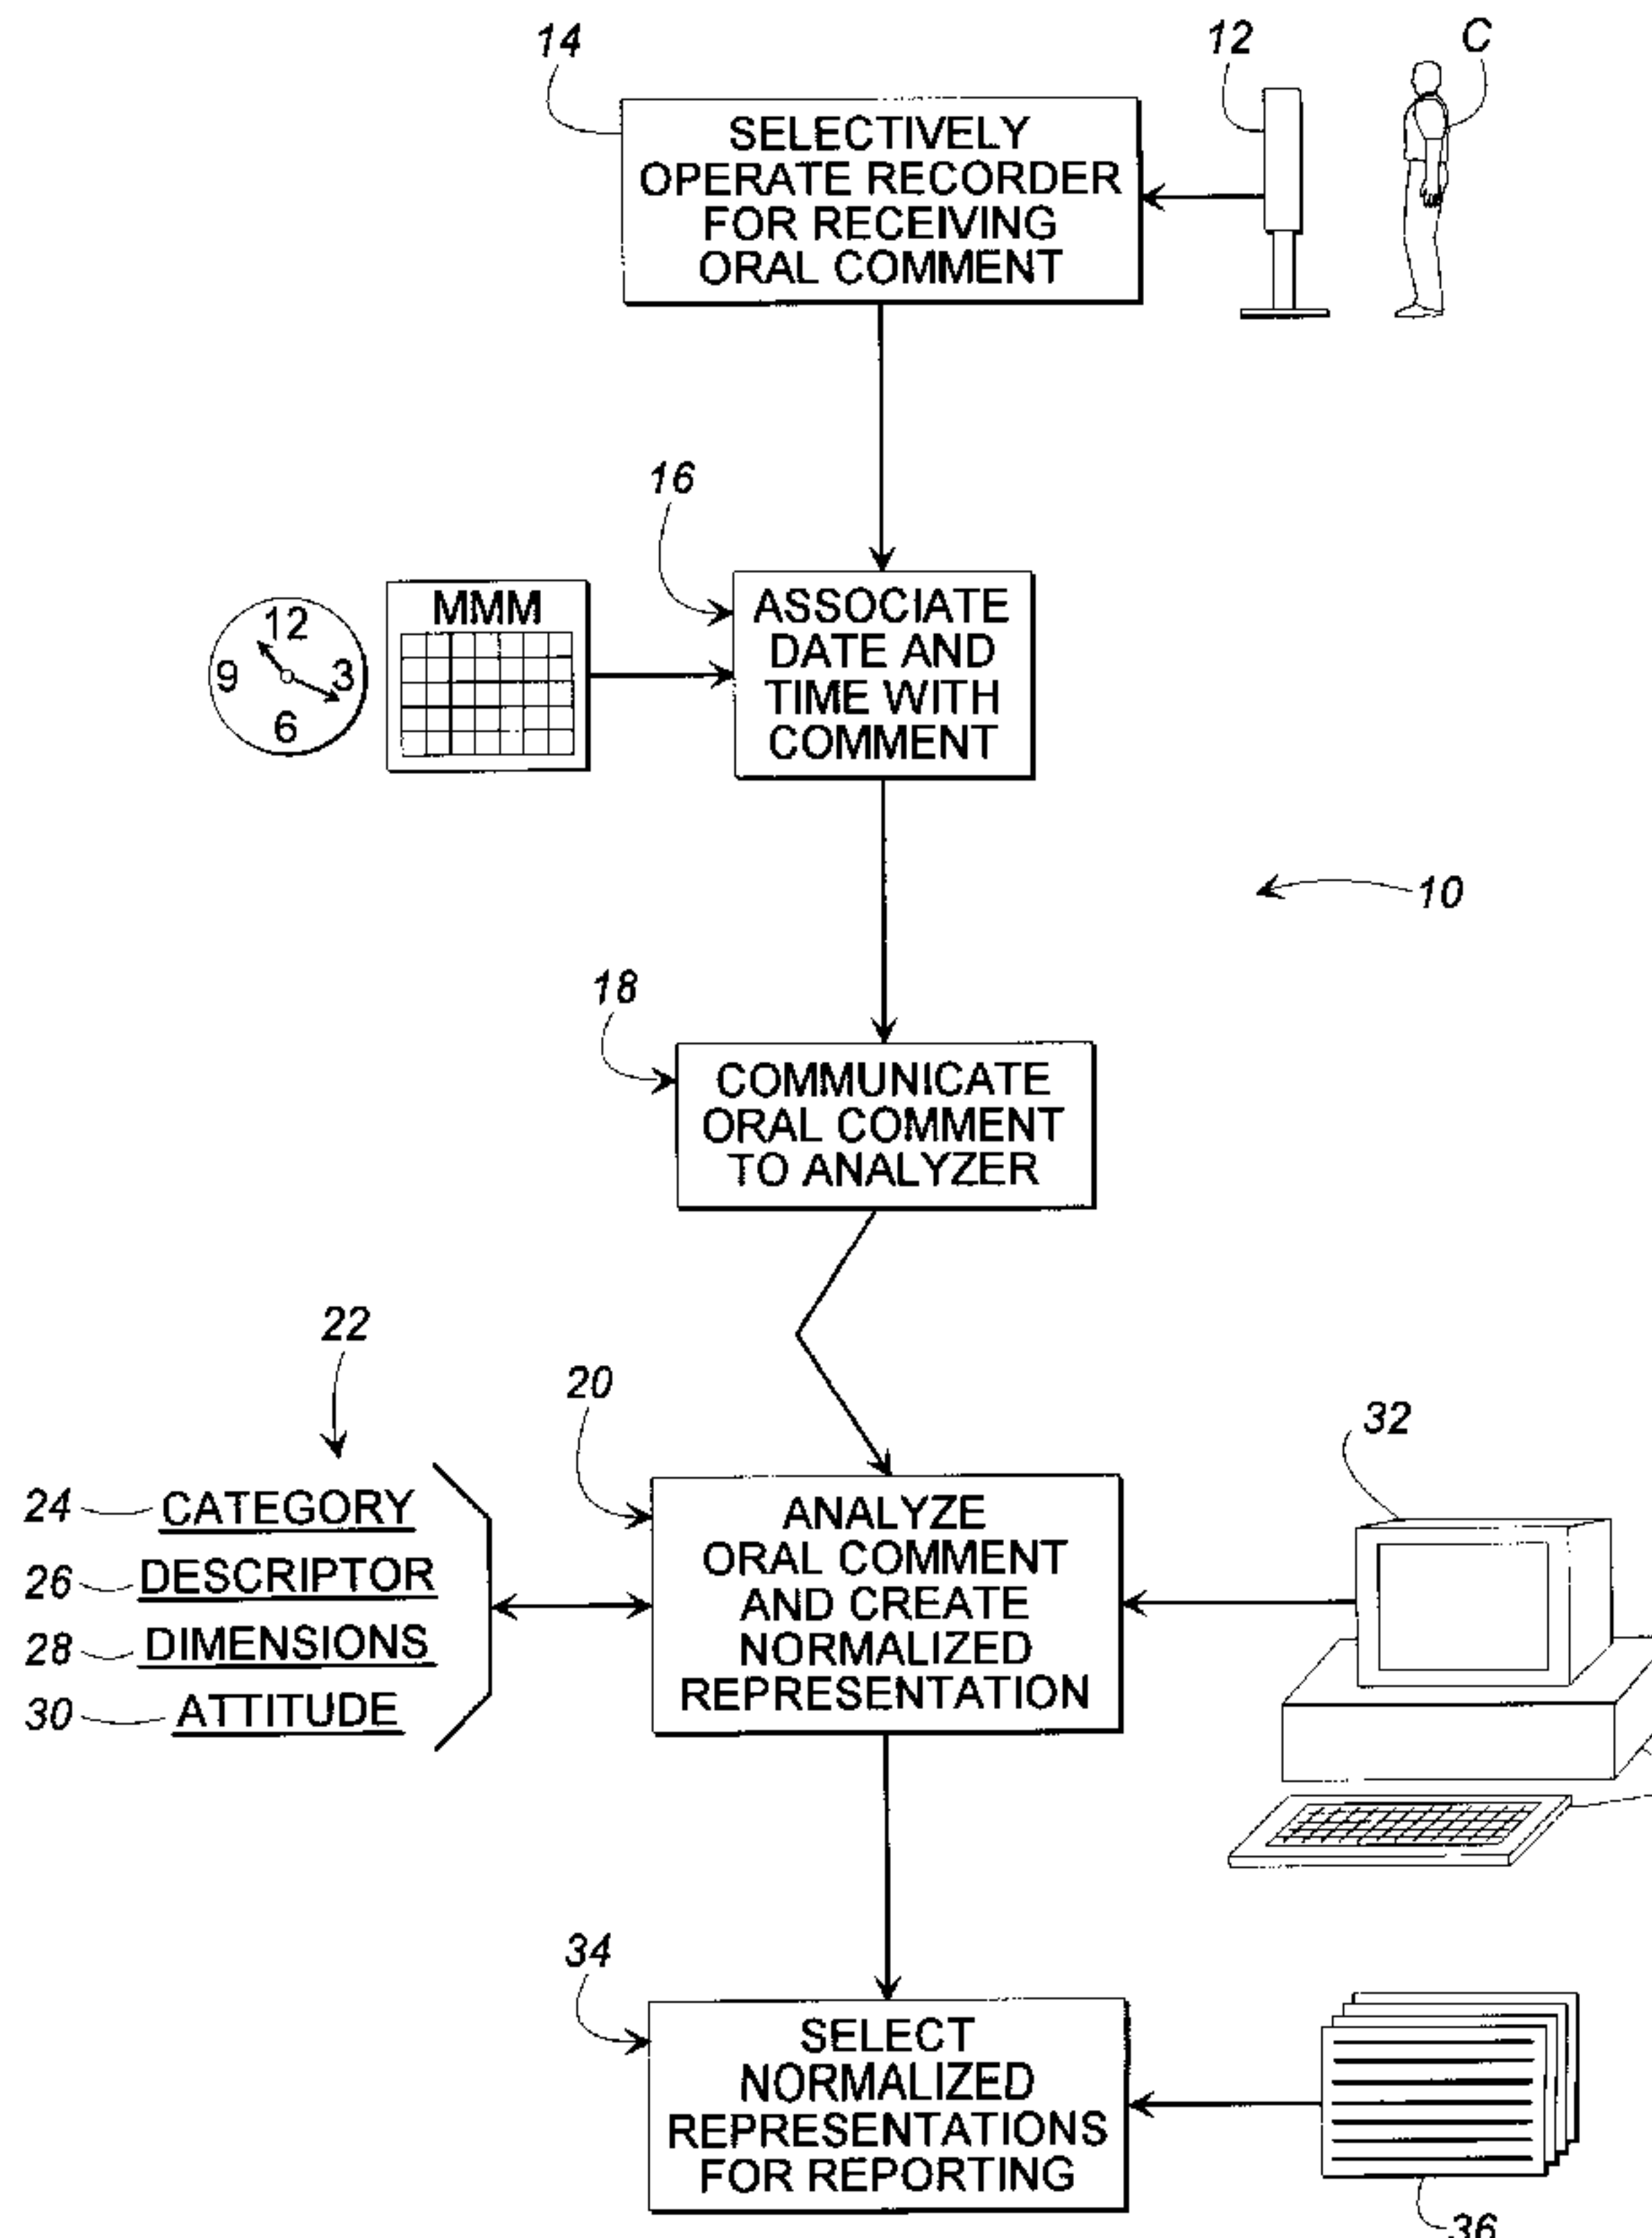 14
12
C
SELECTIVELY
OPERATE RECORDER
FOR RECEIVING
ORAL COMMENT
16
12
9
3
6
MMM
ASSOCIATE
DATE AND
TIME WITH
COMMENT
10
18
COMMUNICATE
ORAL COMMENT
TO ANALYZER
22
20
32
24
CATEGORY
26
DESCRIPTOR
28
DIMENSIONS
30
ATTITUDE
ANALYZE
ORAL COMMENT
AND CREATE
NORMALIZED
REPRESENTATION
34
SELECT
NORMALIZED
REPRESENTATIONS
FOR REPORTING
36